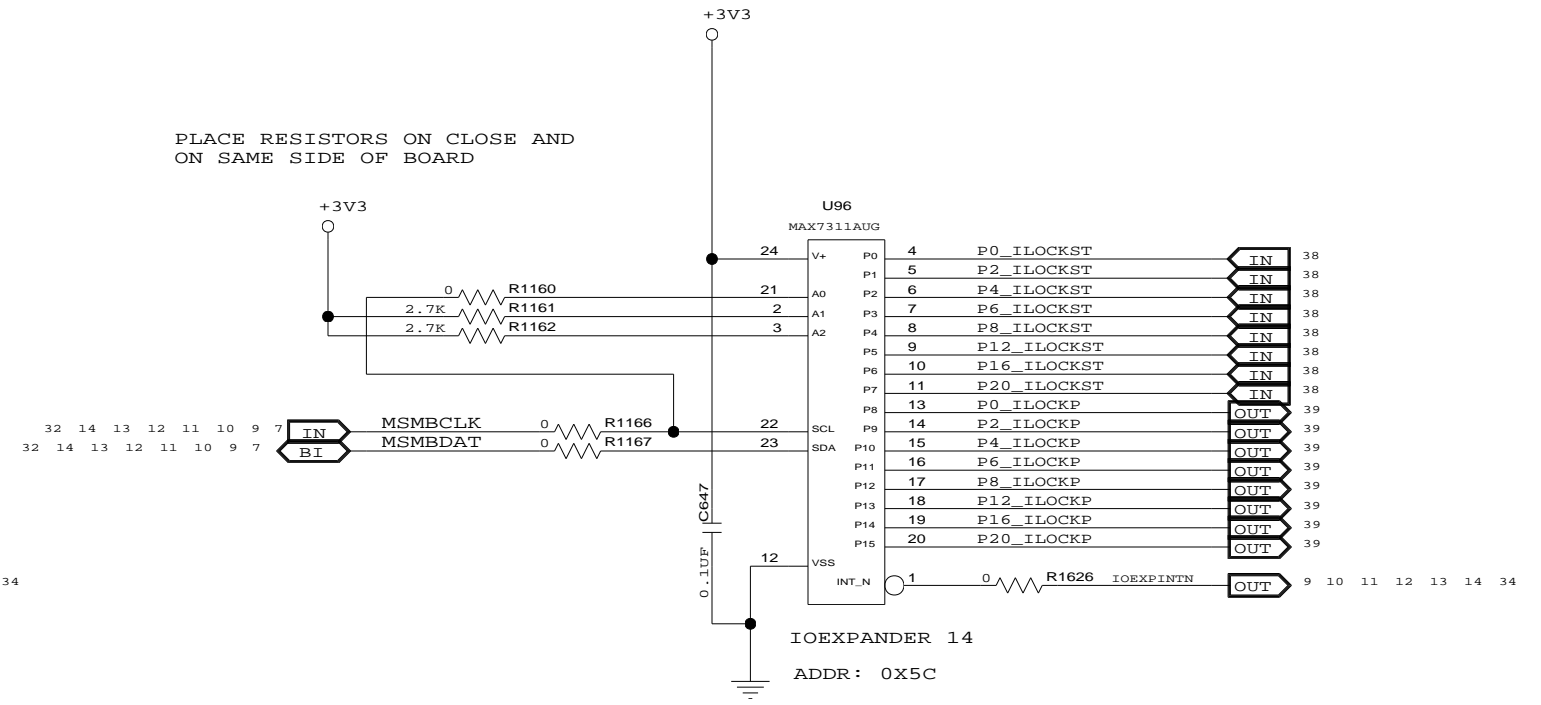 +3V3
PLACE RESISTORS ON CLOSE AND
ON SAME SIDE OF BOARD
+3V3
U96
MAX7311AUG
24 V+ P0 4 P0_ILOCKST IN 38
P1 5 P2_ILOCKST IN 38
0 R1160 21 A0 P2 6 P4_ILOCKST IN 38
2.7K R1161 2 A1 P3 7 P6_ILOCKST IN 38
2.7K R1162 3 A2 P4 8 P8_ILOCKST IN 38
P5 9 P12_ILOCKST IN 38
P6 10 P16_ILOCKST IN 38
P7 11 P20_ILOCKST IN 38
P8 13 P0_ILOCKP OUT 39
32 14 13 12 11 10 9 7 IN MSMBCLK 0 R1166 22 SCL P9 14 P2_ILOCKP OUT 39
32 14 13 12 11 10 9 7 BI MSMBDAT 0 R1167 23 SDA P10 15 P4_ILOCKP OUT 39
P11 16 P6_ILOCKP OUT 39
P12 17 P8_ILOCKP OUT 39
P13 18 P12_ILOCKP OUT 39
P14 19 P16_ILOCKP OUT 39
P15 20 P20_ILOCKP OUT 39
C647
0.1UF
12 VSS
34
INT_N 1 0 R1626 IOEXPINTN OUT 9 10 11 12 13 14 34
IOEXPANDER 14
ADDR: 0X5C